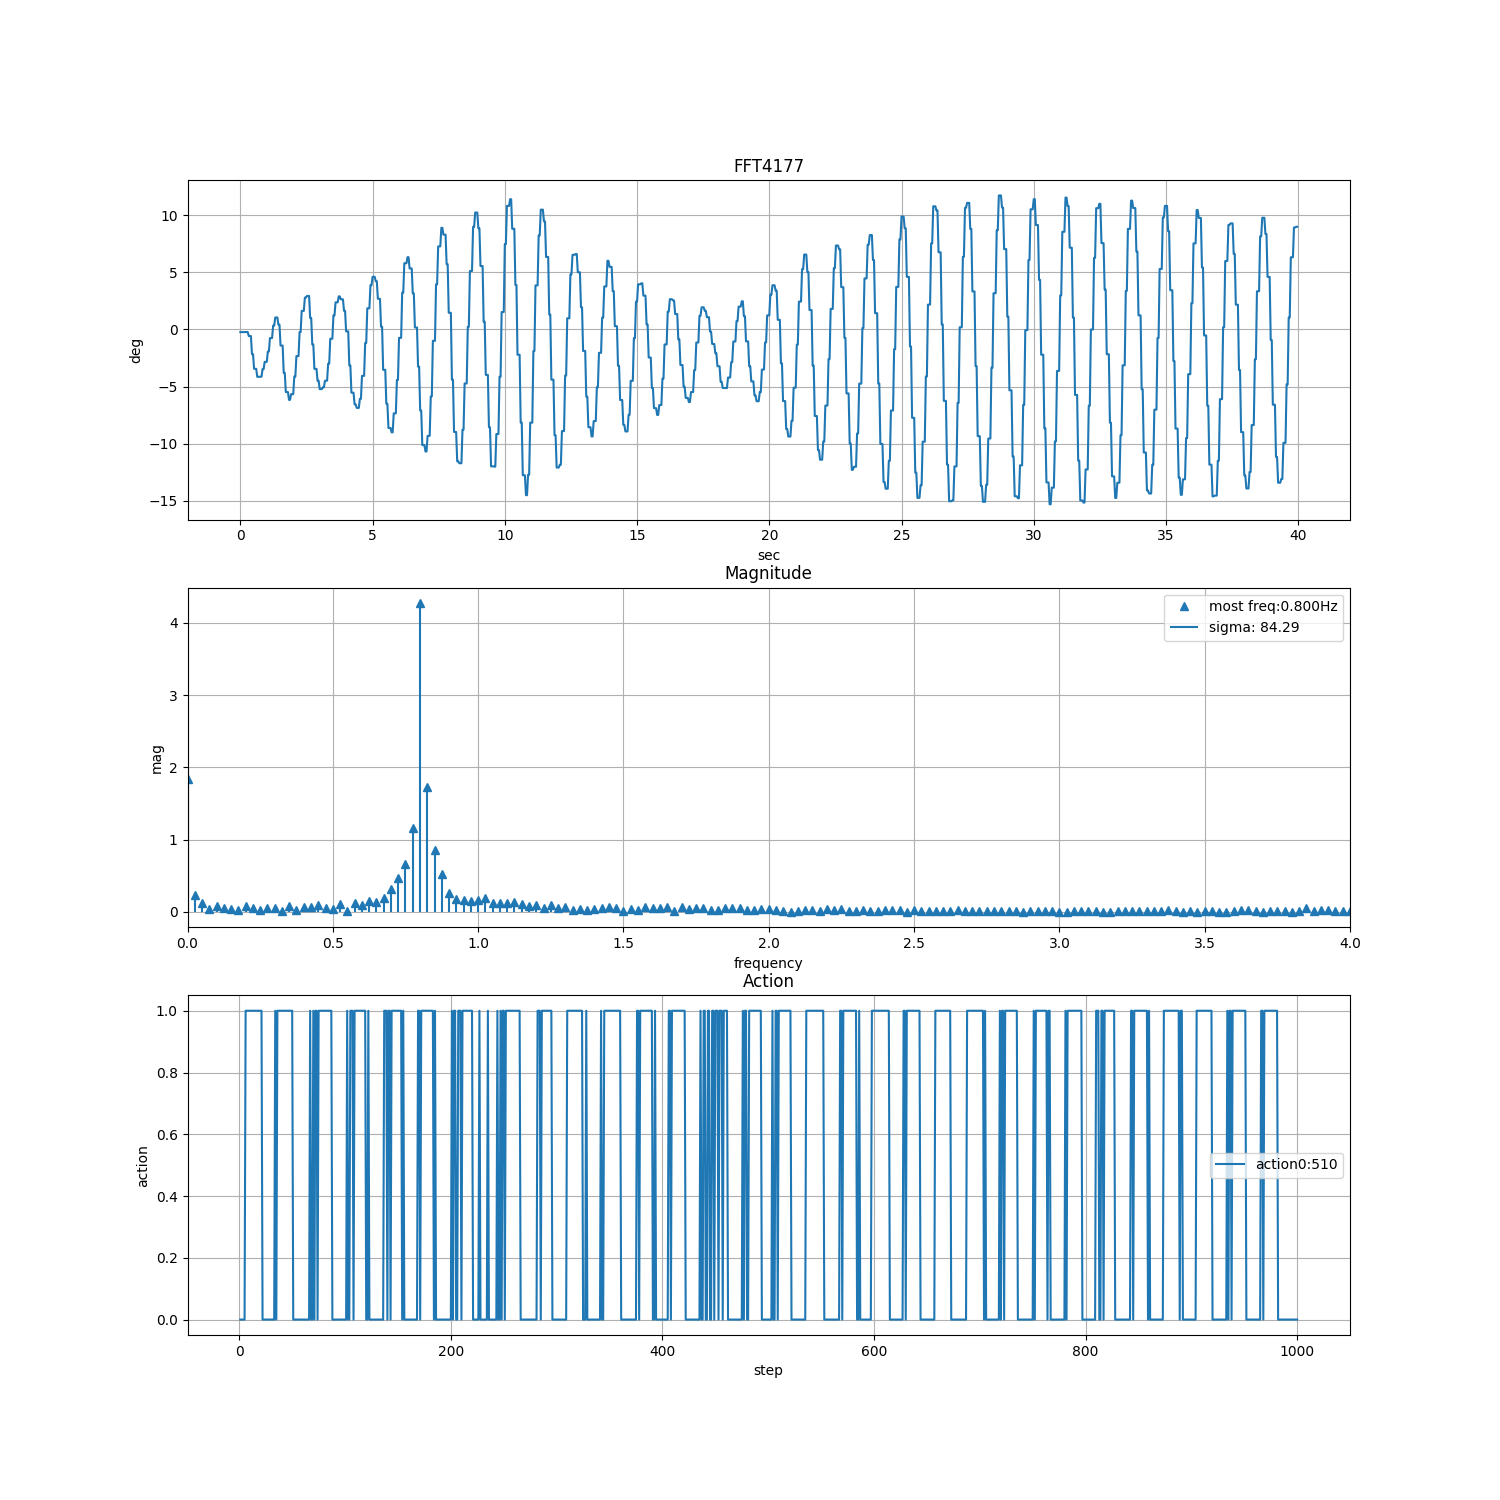 FFT4177
10
5
0
−5
−10
−15
deg
0 5 10 15 20 25 30 35 40
sec
Magnitude
most freq:0.800Hz
sigma: 84.29
4
3
2
1
0
mag
0.0 0.5 1.0 1.5 2.0 2.5 3.0 3.5 4.0
frequency
Action
1.0
0.8
0.6
0.4
0.2
0.0
action
action0:510
0 200 400 600 800 1000
step